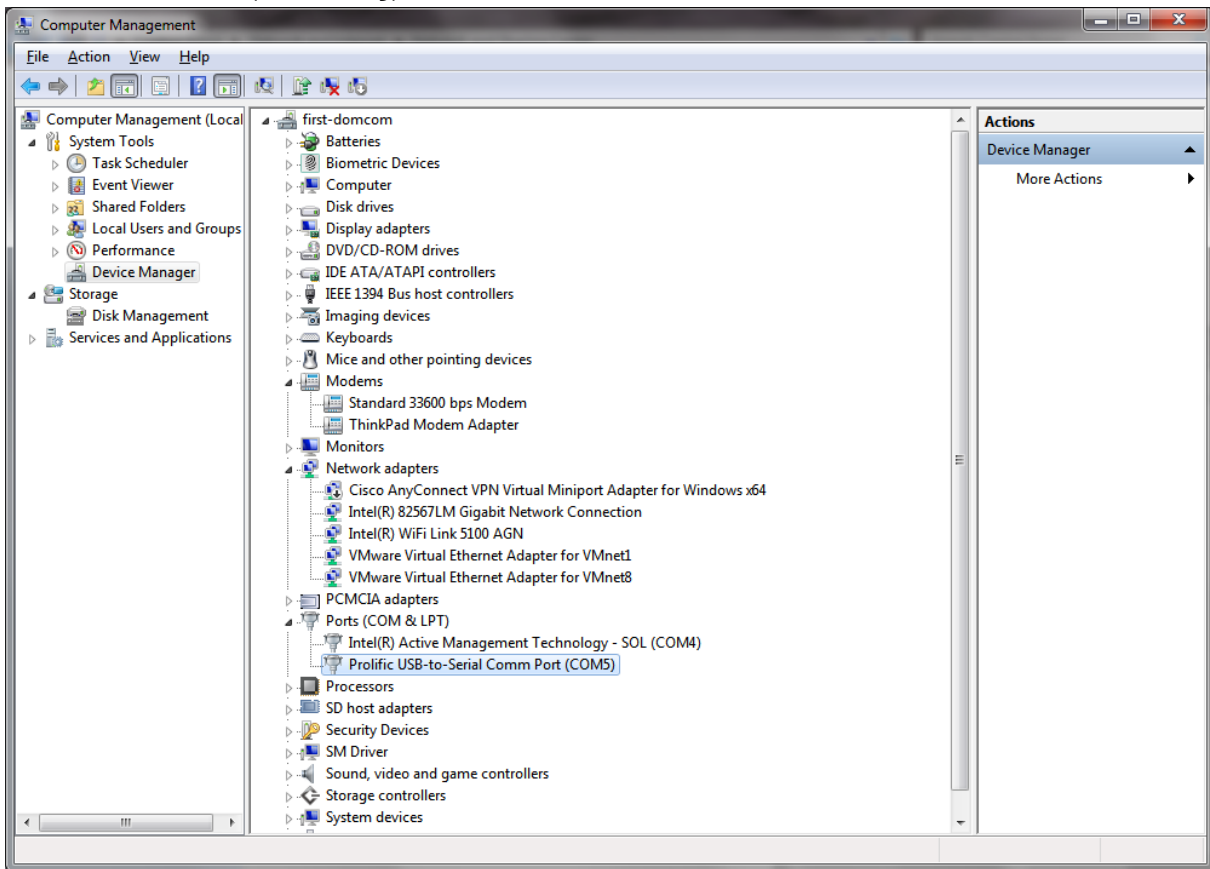 Computer Management
File Action View Help
Computer Management (Local
System Tools
Task Scheduler
Event Viewer
Shared Folders
Local Users and Groups
Performance
Device Manager
Storage
Disk Management
Services and Applications
first-domcom
Batteries
Biometric Devices
Computer
Disk drives
Display adapters
DVD/CD-ROM drives
IDE ATA/ATAPI controllers
IEEE 1394 Bus host controllers
Imaging devices
Keyboards
Mice and other pointing devices
Modems
Standard 33600 bps Modem
ThinkPad Modem Adapter
Monitors
Network adapters
Cisco AnyConnect VPN Virtual Miniport Adapter for Windows x64
Intel(R) 82567LM Gigabit Network Connection
Intel(R) WiFi Link 5100 AGN
VMware Virtual Ethernet Adapter for VMnet1
VMware Virtual Ethernet Adapter for VMnet8
PCMCIA adapters
Ports (COM & LPT)
Intel(R) Active Management Technology - SOL (COM4)
Prolific USB-to-Serial Comm Port (COM5)
Processors
SD host adapters
Security Devices
SM Driver
Sound, video and game controllers
Storage controllers
System devices
Actions
Device Manager
More Actions